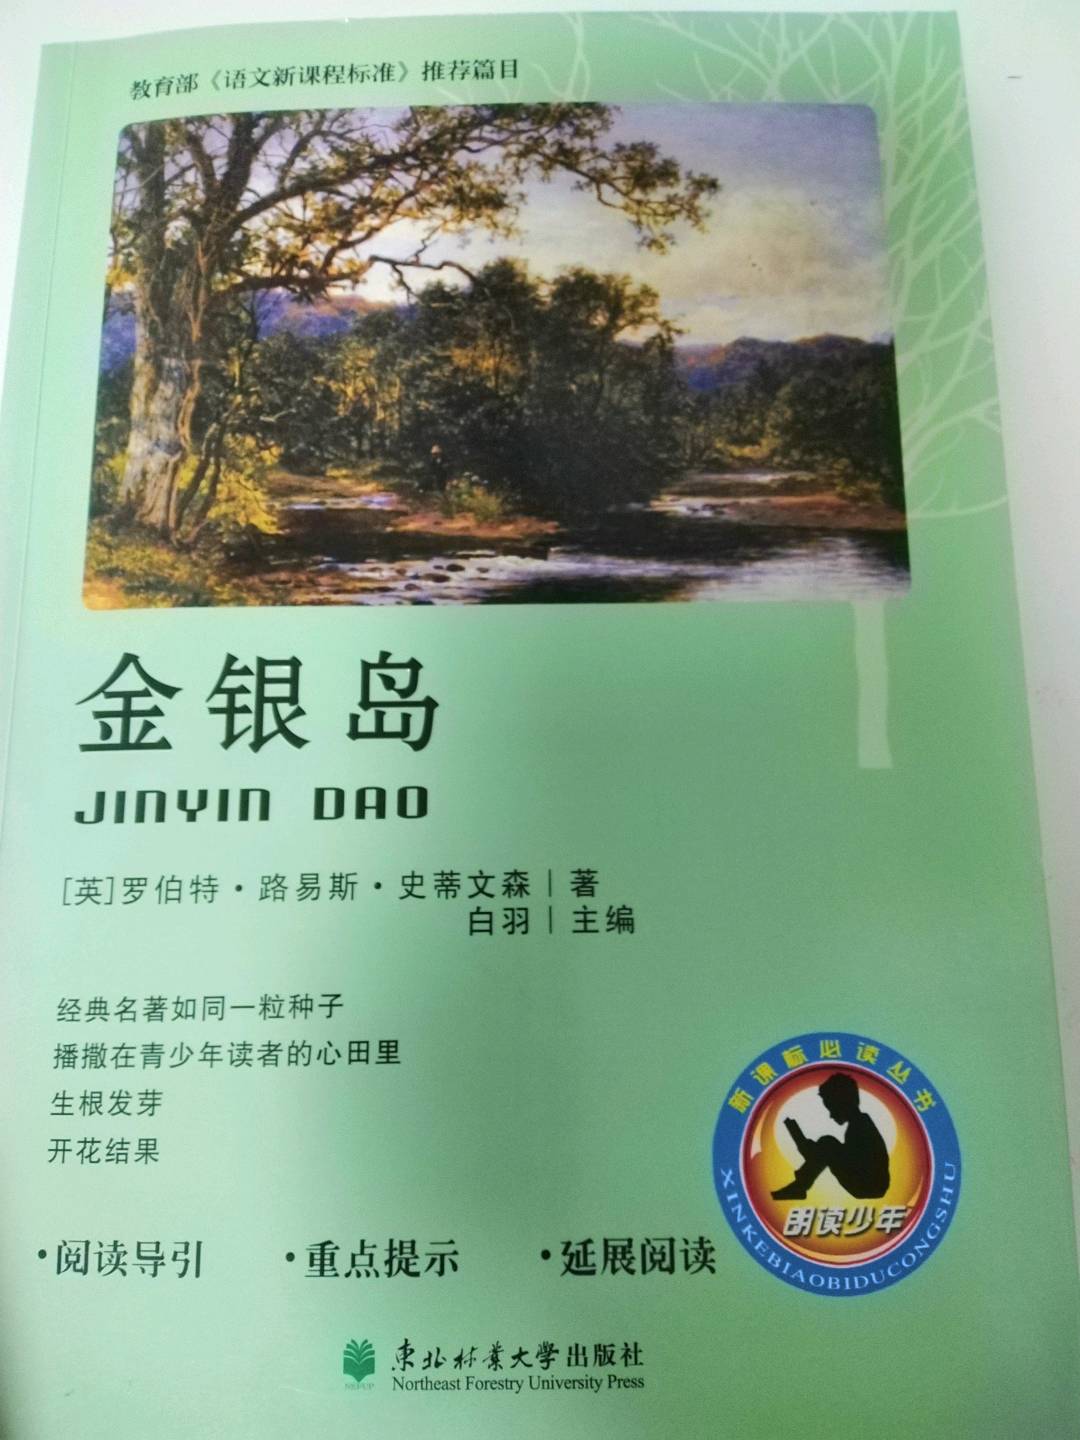 教育部《语文新课程标准》推荐篇目
金银岛
JINYIN DAO
[英]罗伯特·路易斯·史蒂文森|著
白羽|主编
经典名著如同一粒种子
播撒在青少年读者的心田里
生根发芽
开花结果
新课标必读丛书
朗读少年
XINKEBIAOBIDUCONGSHU
·阅读导引 ·重点提示 ·延展阅读
东北林业大学出版社
NEFUP
Northeast Forestry University Press